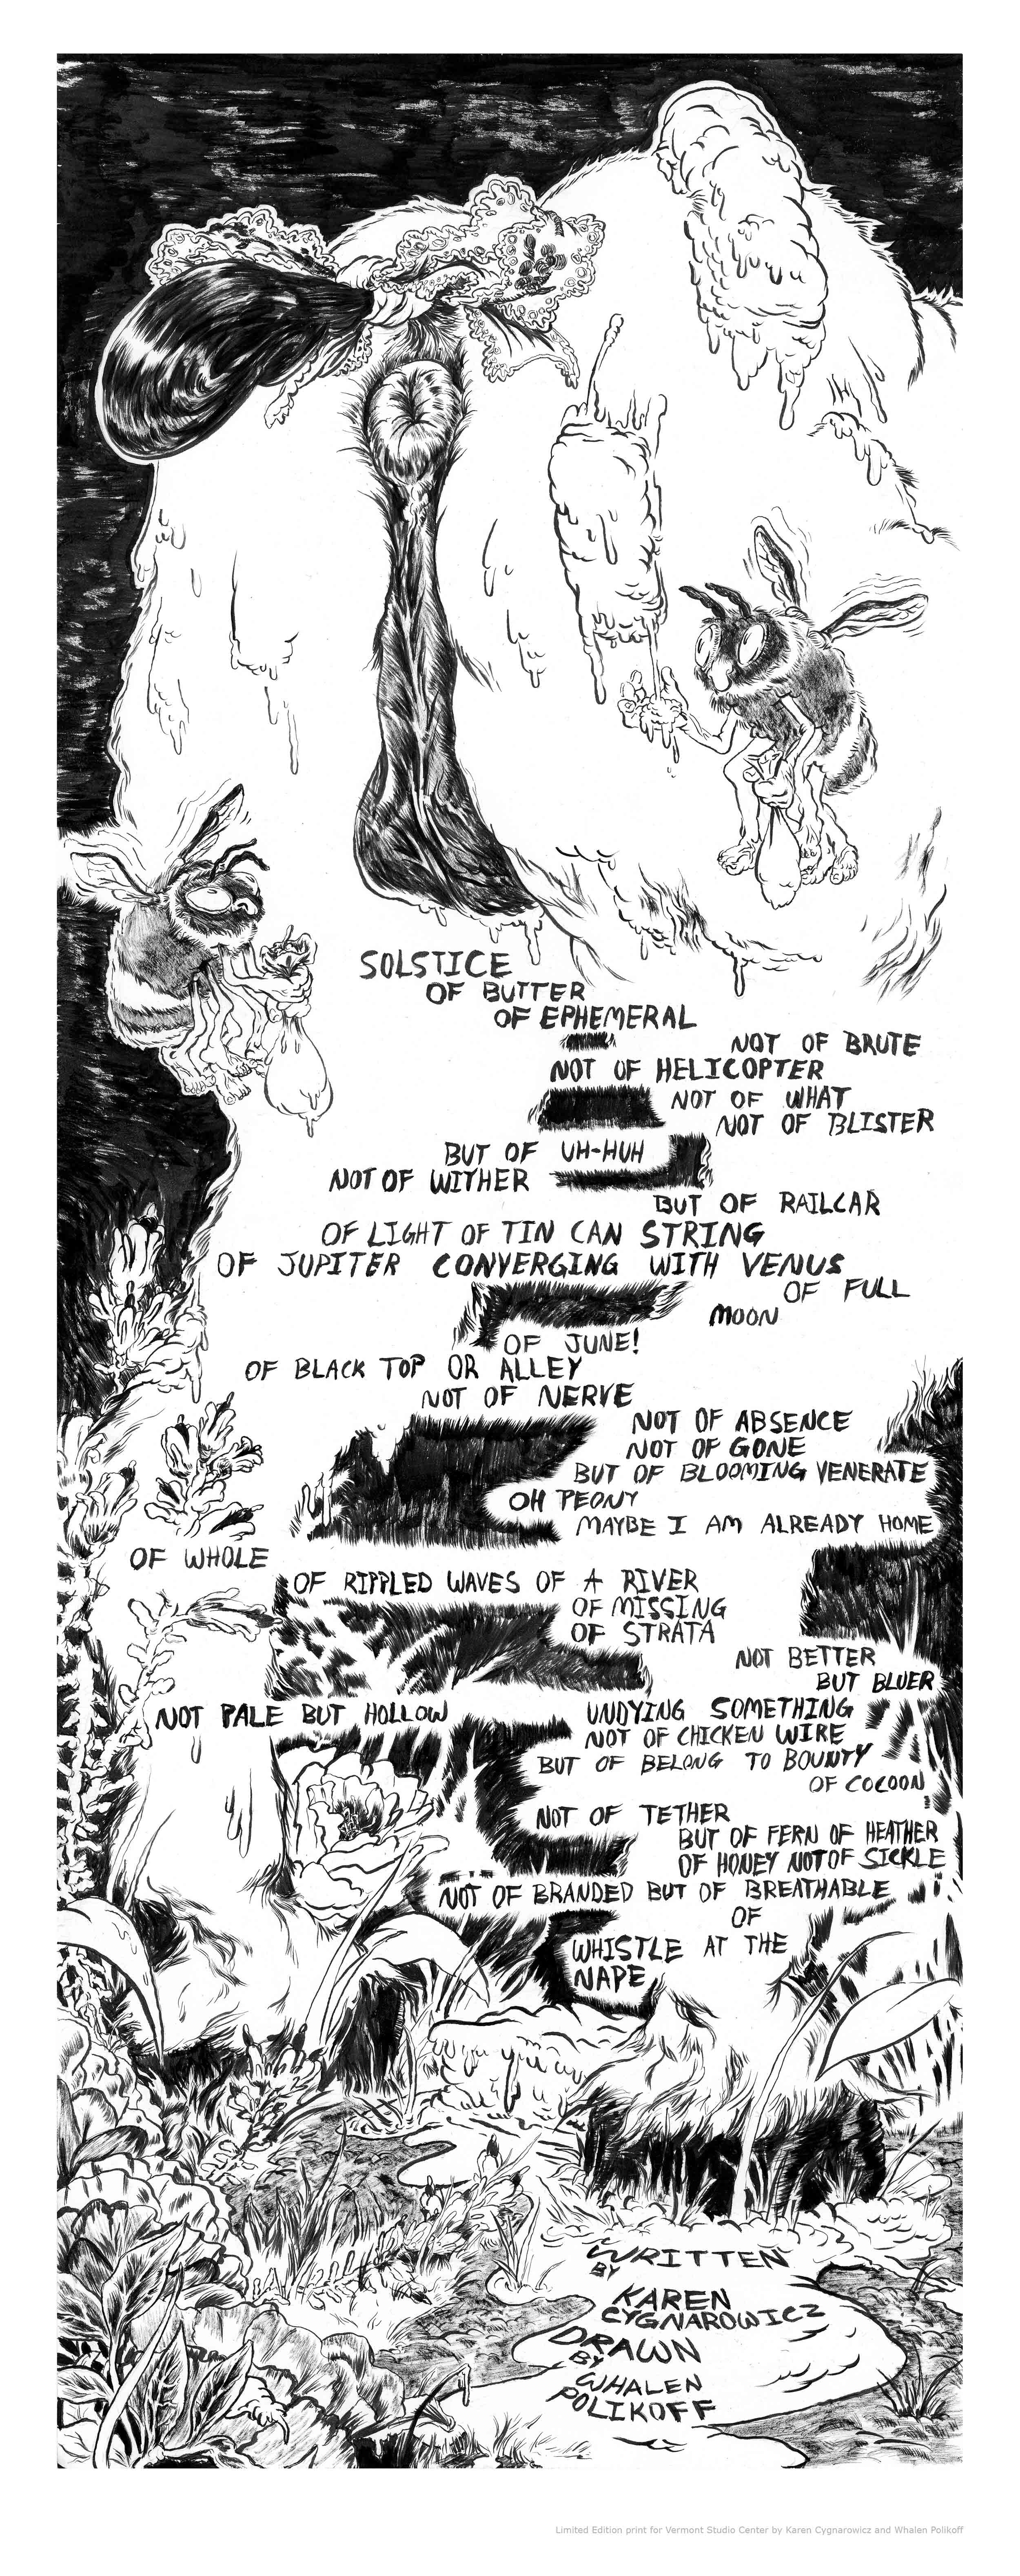 SOLSTICE
OF BUTTER
OF EPHEMERAL
NOT OF BRUTE
NOT OF HELICOPTER
NOT OF WHAT
NOT OF BLISTER
BUT OF UH-HUH
NOT OF WITHER
BUT OF RAILCAR
OF LIGHT OF TIN CAN STRING
OF JUPITER CONVERGING WITH VENUS
OF FULL
MOON
OF JUNE!
OF BLACK TOP OR ALLEY
NOT OF NERVE
NOT OF ABSENCE
NOT OF GONE
BUT OF BLOOMING VENERATE
OH PEONY
MAYBE I AM ALREADY HOME
OF WHOLE
OF RIPPLED WAVES OF A RIVER
OF MISSING
OF STRATA
NOT BETTER
BUT BLUER
NOT PALE BUT HOLLOW UNDYING SOMETHING
NOT OF CHICKEN WIRE
BUT OF BELONG TO BOUNTY
OF COCOON
NOT OF TETHER
BUT OF FERN OF HEATHER
OF HONEY NOT OF SICKLE
NOT OF BRANDED BUT OF BREATHABLE
OF
WHISTLE AT THE
NAPE
WRITTEN
BY
KAREN
CYGNAROWICZ
DRAWN
BY
WHALEN
POLIKOFF
Limited Edition print for Vermont Studio Center by Karen Cygnarowicz and Whalen Polikoff